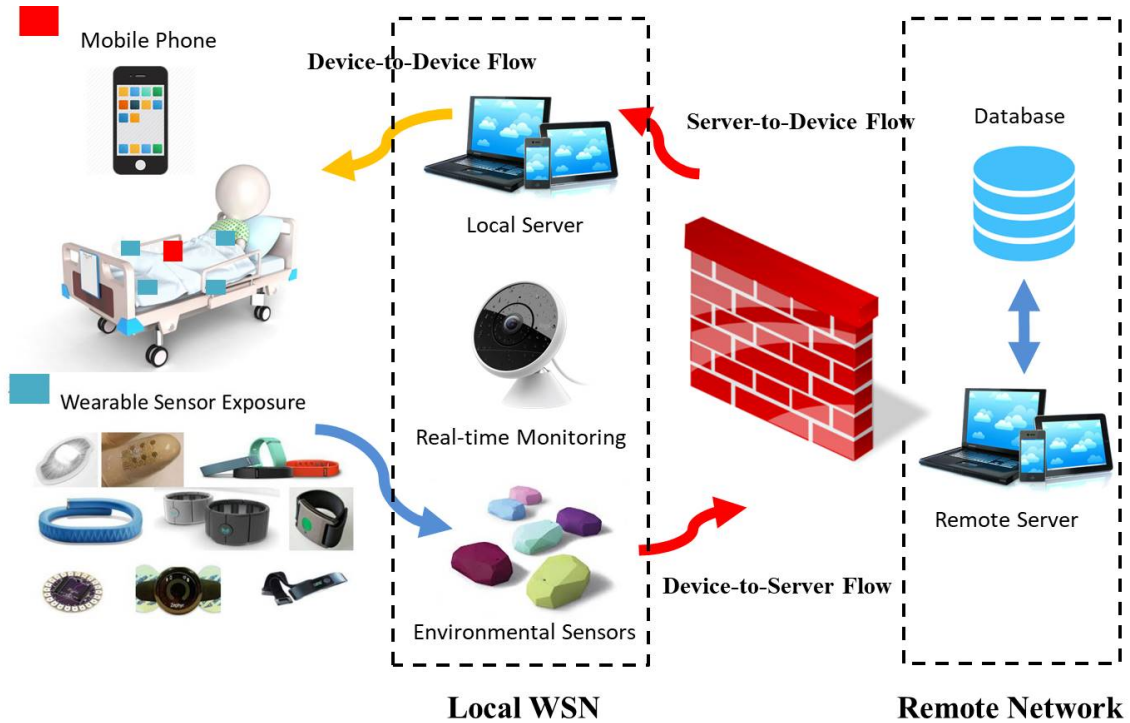 Mobile Phone
Device-to-Device Flow
Server-to-Device Flow
Database
Local Server
Wearable Sensor Exposure
Real-time Monitoring
Remote Server
Device-to-Server Flow
Environmental Sensors
Local WSN
Remote Network